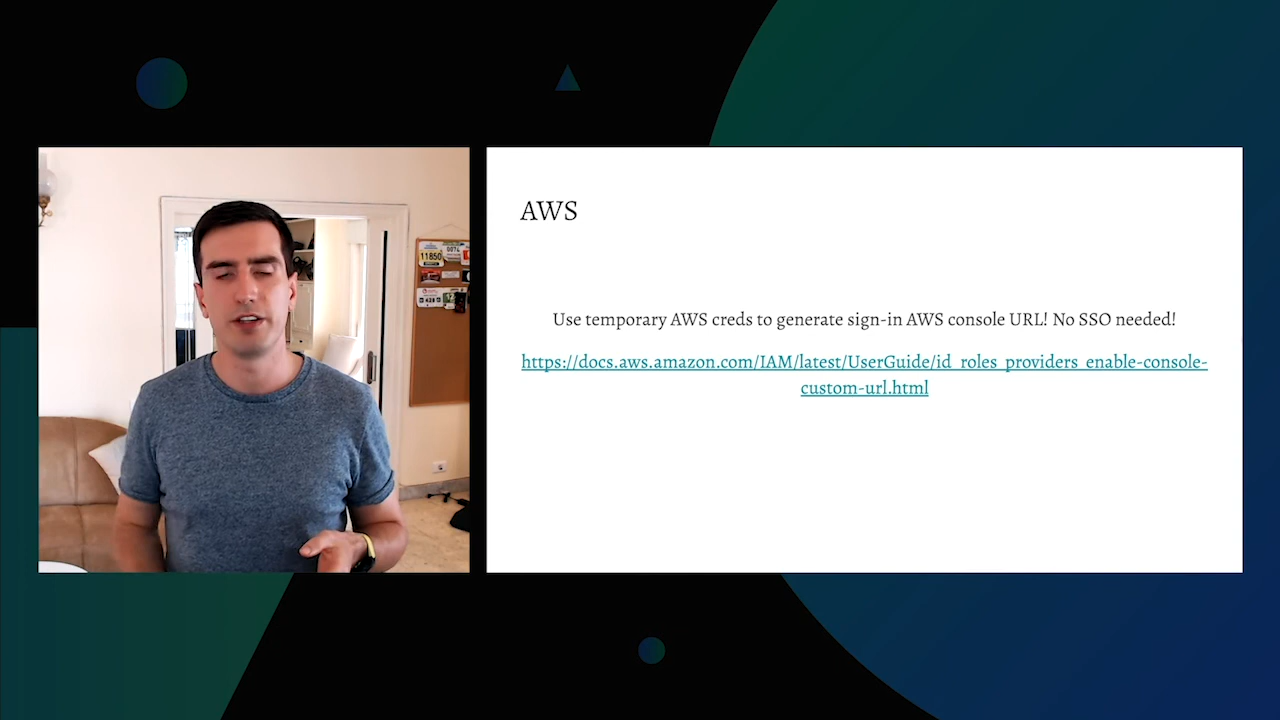 AWS
Use temporary AWS creds to generate sign-in AWS console URL! No SSO needed!
https://docs.aws.amazon.com/IAM/latest/UserGuide/id_roles_providers_enable-console-
custom-url.html
11850